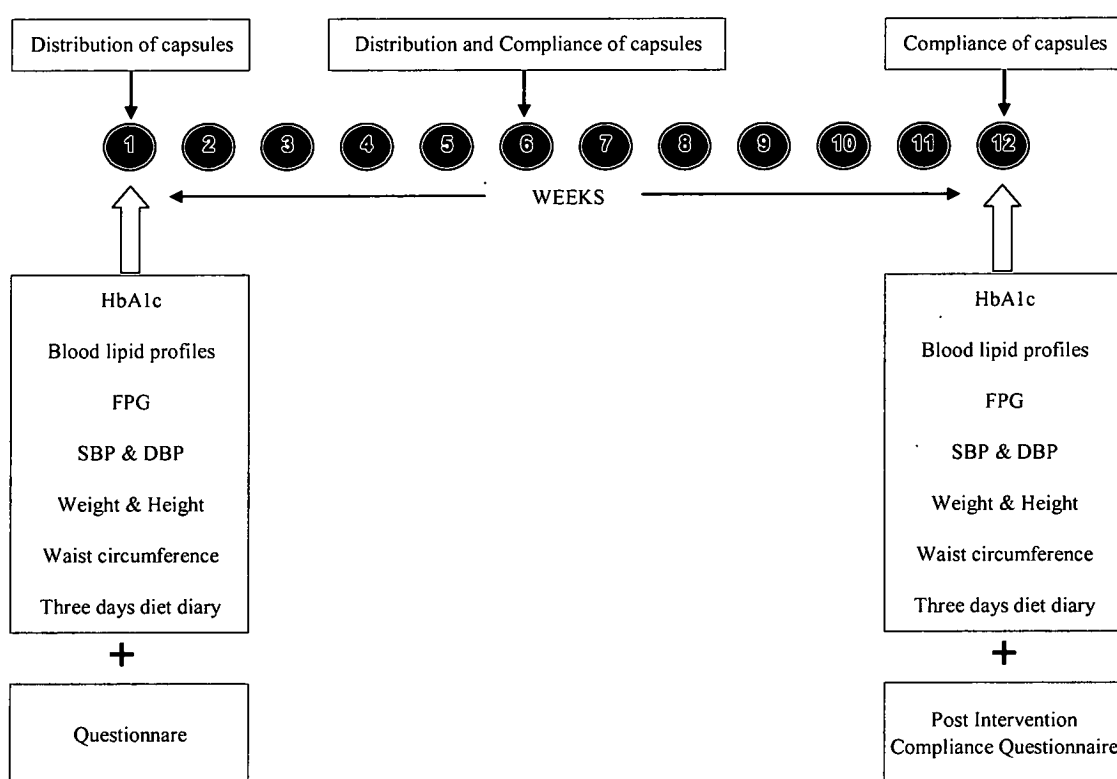 Distribution of capsules
Distribution and Compliance of capsules
Compliance of capsules
1 2 3 4 5 6 7 8 9 10 11 12
WEEKS
HbA1c
Blood lipid profiles
FPG
SBP & DBP
Weight & Height
Waist circumference
Three days diet diary
+
Questionnare
HbA1c
Blood lipid profiles
FPG
SBP & DBP
Weight & Height
Waist circumference
Three days diet diary
+
Post Intervention
Compliance Questionnaire